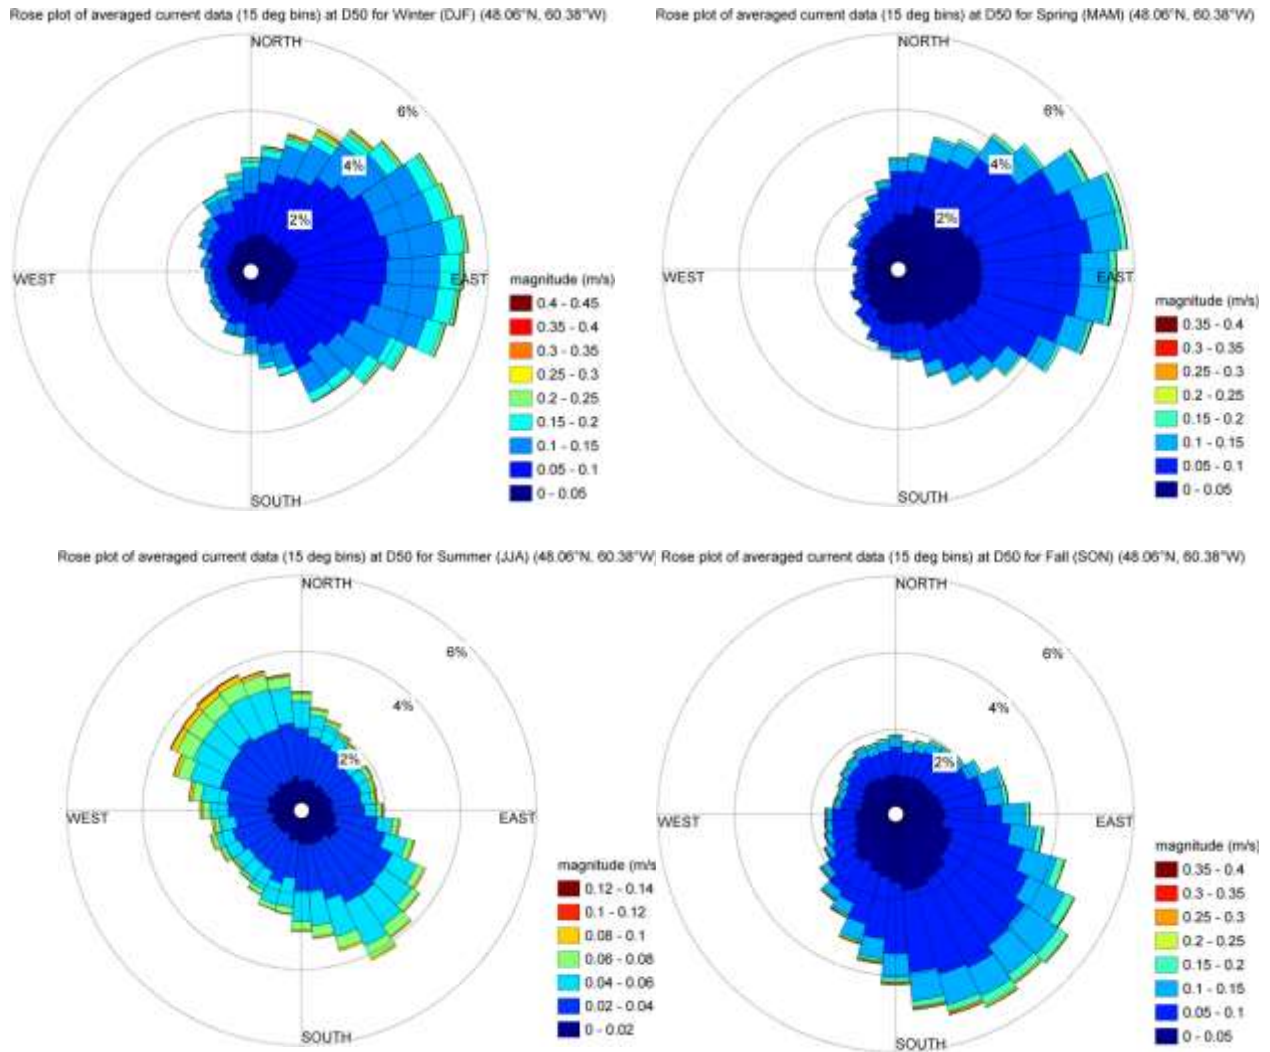 Rose plot of averaged current data (15 deg bins) at D50 for Winter (DJF) (48.06°N, 60.38°W)
NORTH
6%
4%
2%
WEST
EAST
SOUTH
magnitude (m/s)
0.4 - 0.45
0.35 - 0.4
0.3 - 0.35
0.25 - 0.3
0.2 - 0.25
0.15 - 0.2
0.1 - 0.15
0.05 - 0.1
0 - 0.05
Rose plot of averaged current data (15 deg bins) at D50 for Spring (MAM) (48.06°N, 60.38°W)
NORTH
6%
4%
2%
WEST
EAST
SOUTH
magnitude (m/s)
0.35 - 0.4
0.3 - 0.35
0.25 - 0.3
0.2 - 0.25
0.15 - 0.2
0.1 - 0.15
0.05 - 0.1
0 - 0.05
Rose plot of averaged current data (15 deg bins) at D50 for Summer (JJA) (48.06°N, 60.38°W)
NORTH
6%
4%
2%
WEST
EAST
SOUTH
magnitude (m/s
0.12 - 0.14
0.1 - 0.12
0.08 - 0.1
0.06 - 0.08
0.04 - 0.06
0.02 - 0.04
0 - 0.02
Rose plot of averaged current data (15 deg bins) at D50 for Fall (SON) (48.06°N, 60.38°W)
NORTH
6%
4%
2%
WEST
EAST
SOUTH
magnitude (m/s)
0.35 - 0.4
0.3 - 0.35
0.25 - 0.3
0.2 - 0.25
0.15 - 0.2
0.1 - 0.15
0.05 - 0.1
0 - 0.05